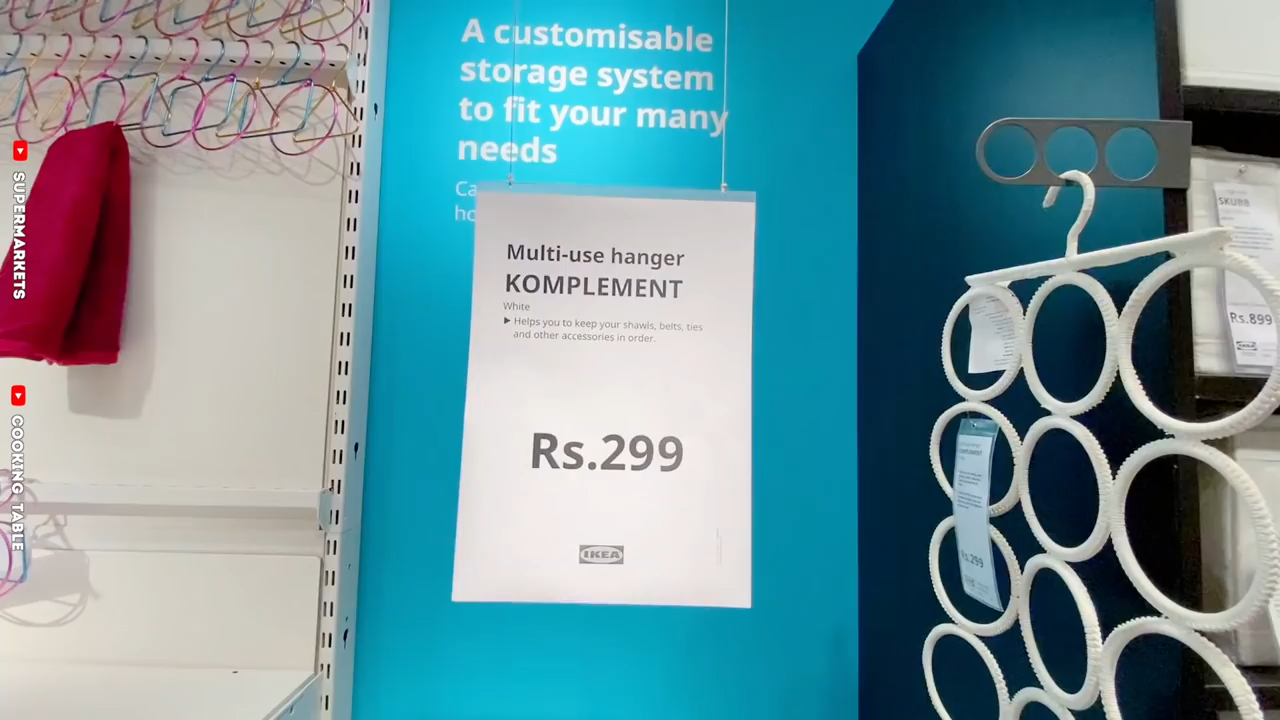 A customisable
storage system
to fit your many
needs
Multi-use hanger
KOMPLEMENT
White
▶ Helps you to keep your shawls, belts, ties
and other accessories in order.
Rs.299
IKEA
SUPERMARKETS
COOKING TABLE
SKUBB
Rs.899
IKEA
Rs.299